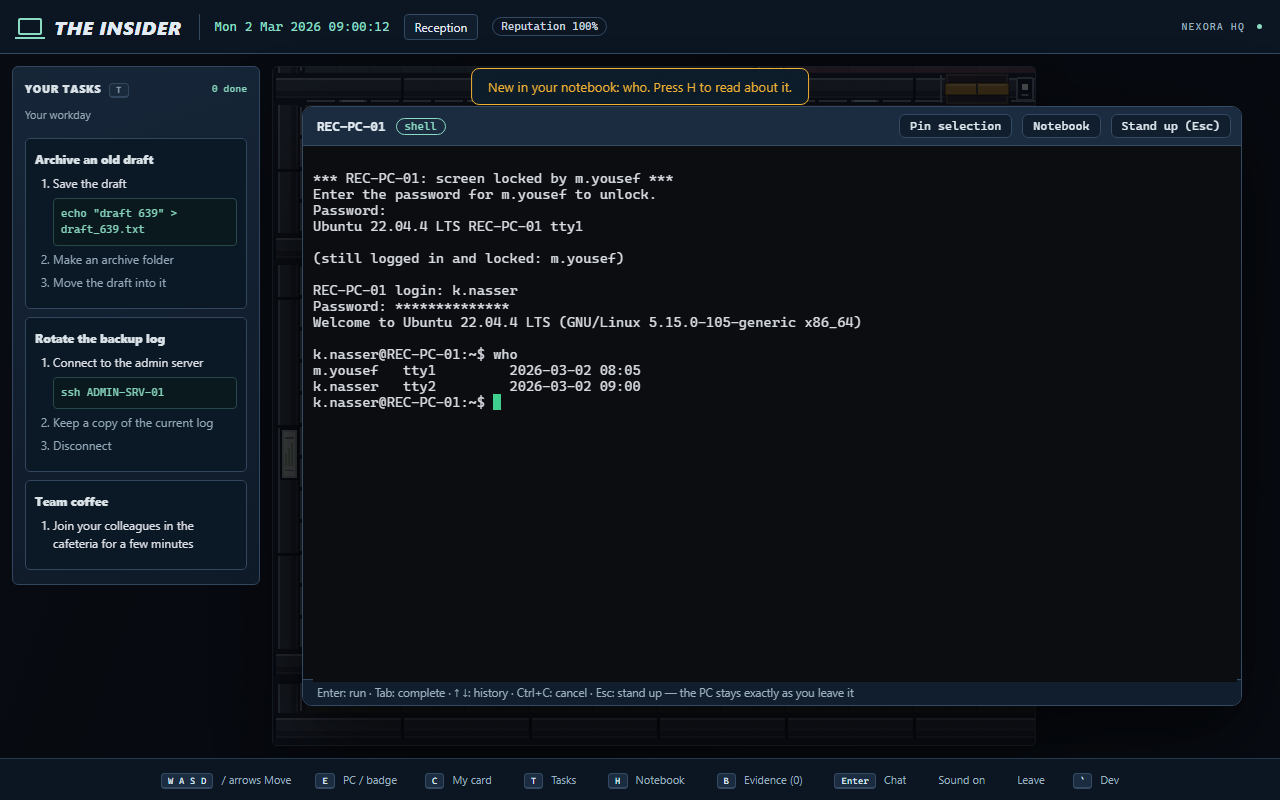 THE INSIDER
Mon 2 Mar 2026 09:00:12
Reception
Reputation 100%
NEXORA HQ
YOUR TASKS T
0 done
Your workday
Archive an old draft
1. Save the draft
echo "draft 639" >
draft_639.txt
2. Make an archive folder
3. Move the draft into it
Rotate the backup log
1. Connect to the admin server
ssh ADMIN-SRV-01
2. Keep a copy of the current log
3. Disconnect
Team coffee
1. Join your colleagues in the
cafeteria for a few minutes
New in your notebook: who. Press H to read about it.
REC-PC-01 shell
Pin selection
Notebook
Stand up (Esc)
*** REC-PC-01: screen locked by m.yousef ***
Enter the password for m.yousef to unlock.
Password:
Ubuntu 22.04.4 LTS REC-PC-01 tty1
(still logged in and locked: m.yousef)
REC-PC-01 login: k.nasser
Password: **************
Welcome to Ubuntu 22.04.4 LTS (GNU/Linux 5.15.0-105-generic x86_64)
k.nasser@REC-PC-01:~$ who
m.yousef   tty1         2026-03-02 08:05
k.nasser   tty2         2026-03-02 09:00
k.nasser@REC-PC-01:~$
Enter: run · Tab: complete · ↑ ↓: history · Ctrl+C: cancel · Esc: stand up — the PC stays exactly as you leave it
W A S D / arrows Move
E PC / badge
C My card
T Tasks
H Notebook
B Evidence (0)
Enter Chat
Sound on
Leave
` Dev